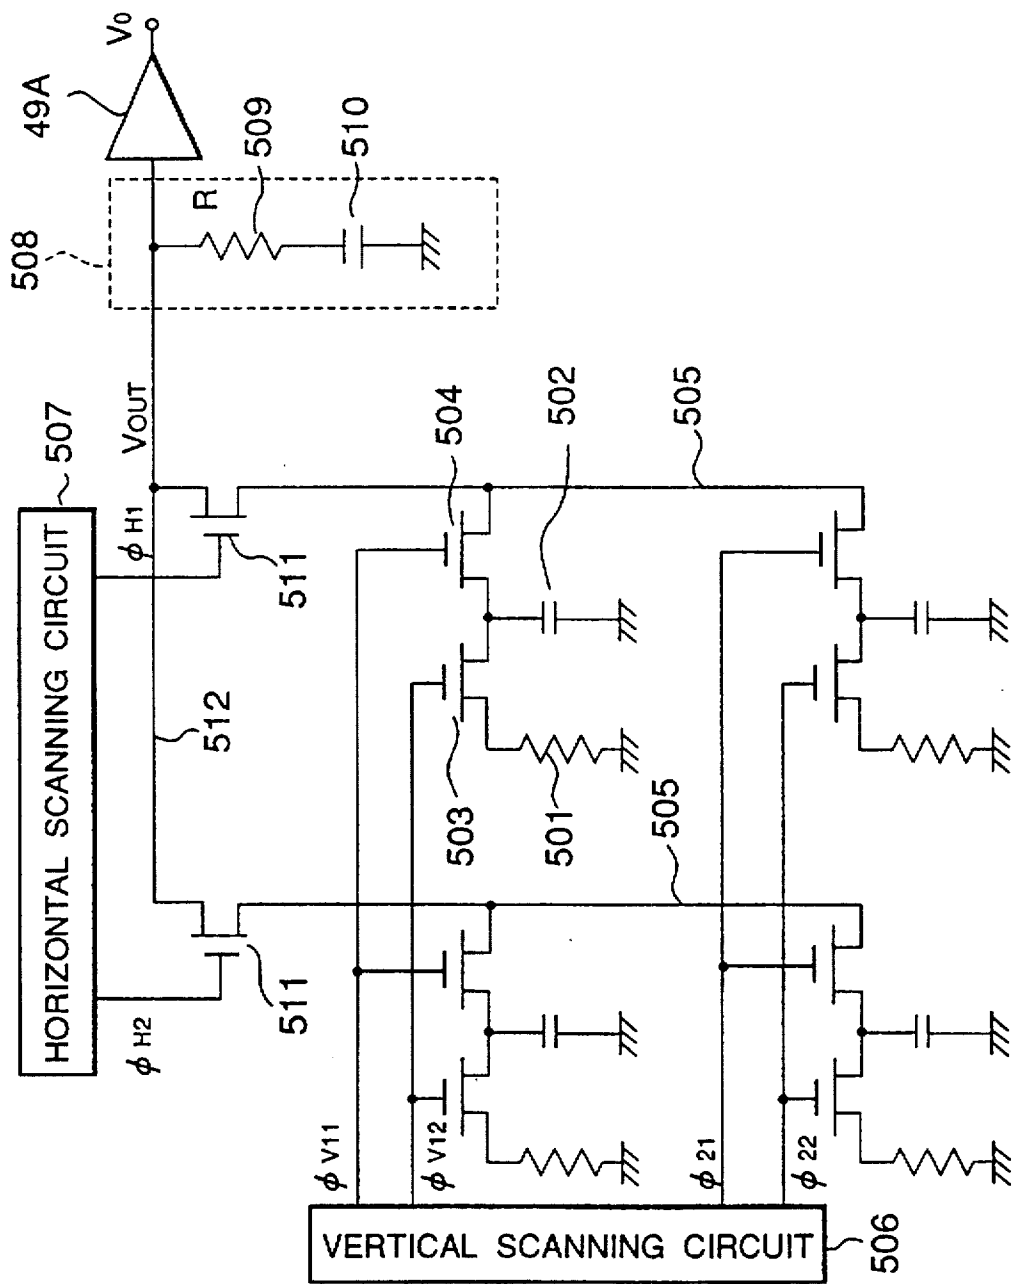 HORIZONTAL SCANNING CIRCUIT
507
ϕH2
ϕH1
VOUT
508
49A
V0
R
509
510
512
511
511
ϕV11
ϕV12
503
504
501
502
505
505
ϕ21
ϕ22
VERTICAL SCANNING CIRCUIT
506